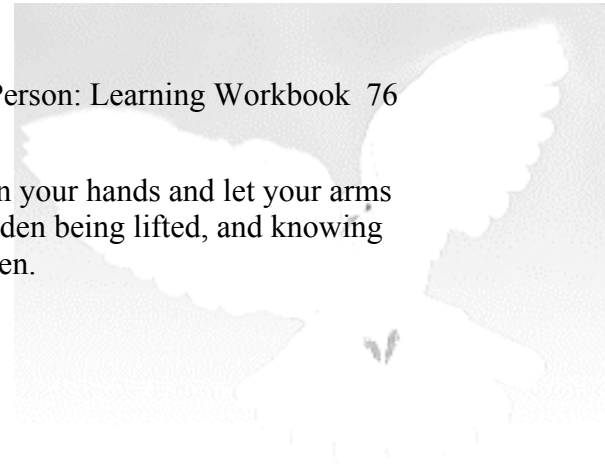 Person: Learning Workbook 76
n your hands and let your arms
den being lifted, and knowing
en.